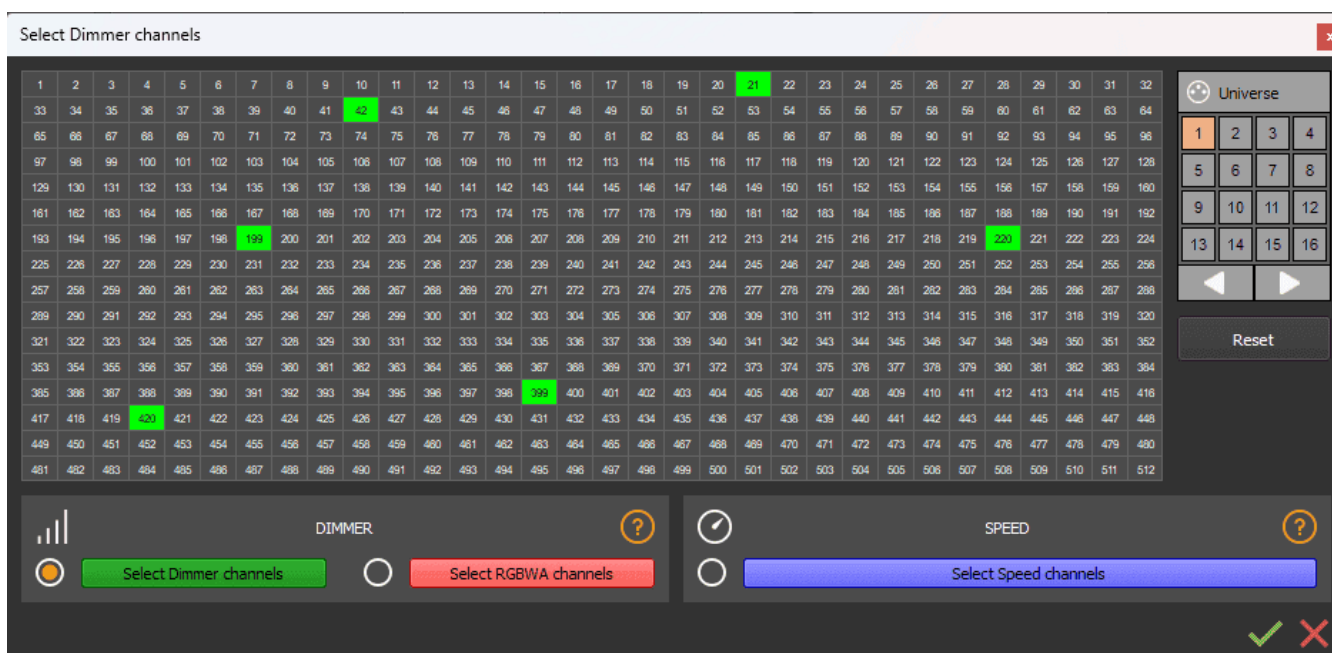 Select Dimmer channels
x
1 2 3 4 5 6 7 8 9 10 11 12 13 14 15 16 17 18 19 20 21 22 23 24 25 26 27 28 29 30 31 32
33 34 35 36 37 38 39 40 41 42 43 44 45 46 47 48 49 50 51 52 53 54 55 56 57 58 59 60 61 62 63 64
65 66 67 68 69 70 71 72 73 74 75 76 77 78 79 80 81 82 83 84 85 86 87 88 89 90 91 92 93 94 95 96
97 98 99 100 101 102 103 104 105 106 107 108 109 110 111 112 113 114 115 116 117 118 119 120 121 122 123 124 125 126 127 128
129 130 131 132 133 134 135 136 137 138 139 140 141 142 143 144 145 146 147 148 149 150 151 152 153 154 155 156 157 158 159 160
161 162 163 164 165 166 167 168 169 170 171 172 173 174 175 176 177 178 179 180 181 182 183 184 185 186 187 188 189 190 191 192
193 194 195 196 197 198 199 200 201 202 203 204 205 206 207 208 209 210 211 212 213 214 215 216 217 218 219 220 221 222 223 224
225 226 227 228 229 230 231 232 233 234 235 236 237 238 239 240 241 242 243 244 245 246 247 248 249 250 251 252 253 254 255 256
257 258 259 260 261 262 263 264 265 266 267 268 269 270 271 272 273 274 275 276 277 278 279 280 281 282 283 284 285 286 287 288
289 290 291 292 293 294 295 296 297 298 299 300 301 302 303 304 305 306 307 308 309 310 311 312 313 314 315 316 317 318 319 320
321 322 323 324 325 326 327 328 329 330 331 332 333 334 335 336 337 338 339 340 341 342 343 344 345 346 347 348 349 350 351 352
353 354 355 356 357 358 359 360 361 362 363 364 365 366 367 368 369 370 371 372 373 374 375 376 377 378 379 380 381 382 383 384
385 386 387 388 389 390 391 392 393 394 395 396 397 398 399 400 401 402 403 404 405 406 407 408 409 410 411 412 413 414 415 416
417 418 419 420 421 422 423 424 425 426 427 428 429 430 431 432 433 434 435 436 437 438 439 440 441 442 443 444 445 446 447 448
449 450 451 452 453 454 455 456 457 458 459 460 461 462 463 464 465 466 467 468 469 470 471 472 473 474 475 476 477 478 479 480
481 482 483 484 485 486 487 488 489 490 491 492 493 494 495 496 497 498 499 500 501 502 503 504 505 506 507 508 509 510 511 512
Universe
1 2 3 4
5 6 7 8
9 10 11 12
13 14 15 16
Reset
DIMMER ?
Select Dimmer channels Select RGBWA channels
SPEED ?
Select Speed channels